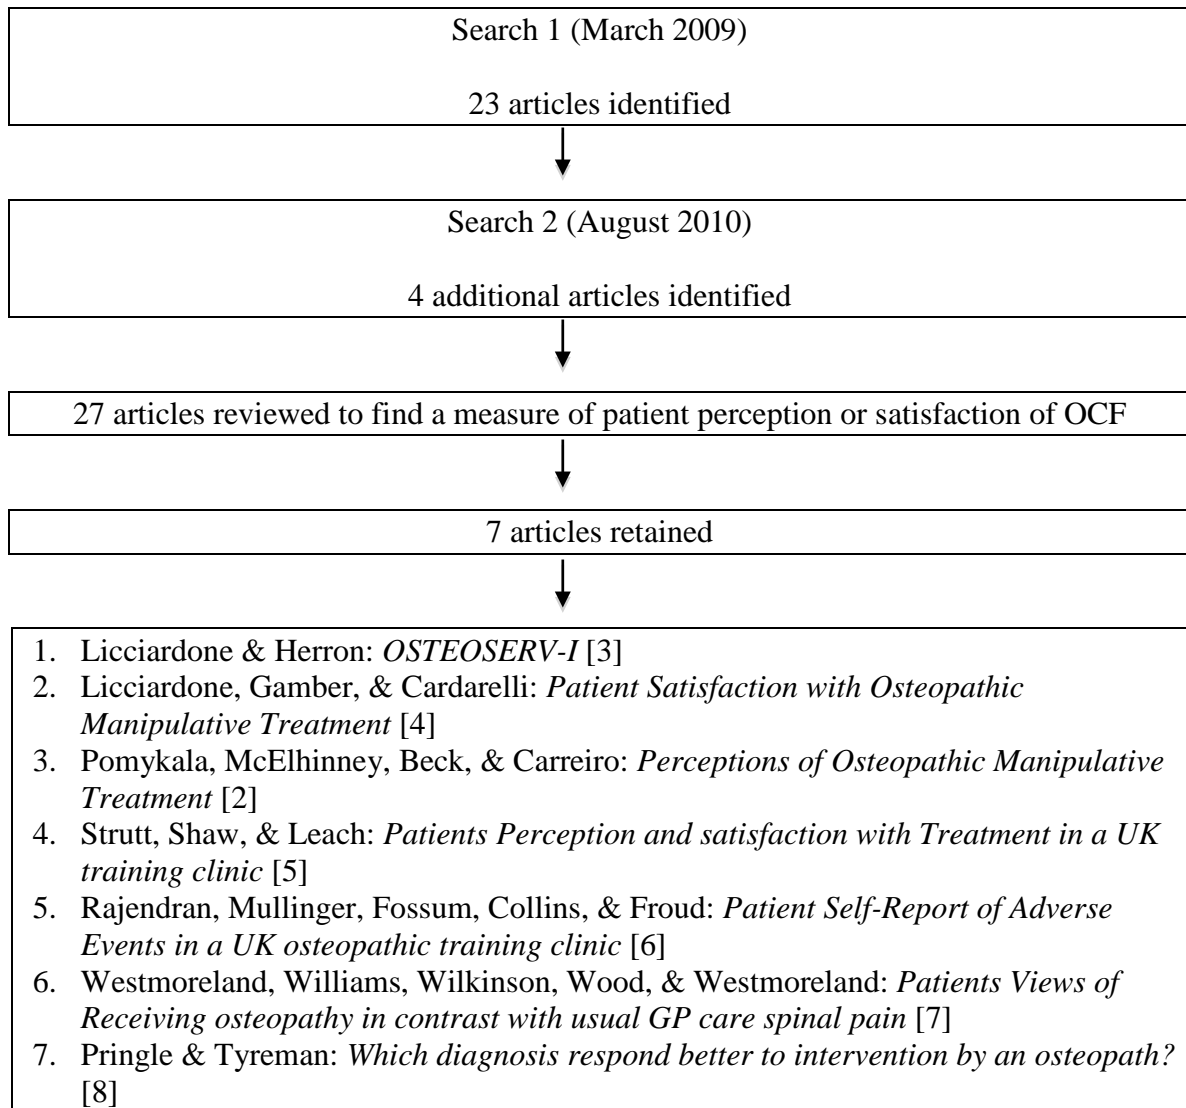 Search 1 (March 2009)
23 articles identified
Search 2 (August 2010)
4 additional articles identified
27 articles reviewed to find a measure of patient perception or satisfaction of OCF
7 articles retained
1. Licciardone & Herron: OSTEOSERV-I [3]
2. Licciardone, Gamber, & Cardarelli: Patient Satisfaction with Osteopathic
Manipulative Treatment [4]
3. Pomykala, McElhinney, Beck, & Carreiro: Perceptions of Osteopathic Manipulative
Treatment [2]
4. Strutt, Shaw, & Leach: Patients Perception and satisfaction with Treatment in a UK
training clinic [5]
5. Rajendran, Mullinger, Fossum, Collins, & Froud: Patient Self-Report of Adverse
Events in a UK osteopathic training clinic [6]
6. Westmoreland, Williams, Wilkinson, Wood, & Westmoreland: Patients Views of
Receiving osteopathy in contrast with usual GP care spinal pain [7]
7. Pringle & Tyreman: Which diagnosis respond better to intervention by an osteopath?
[8]